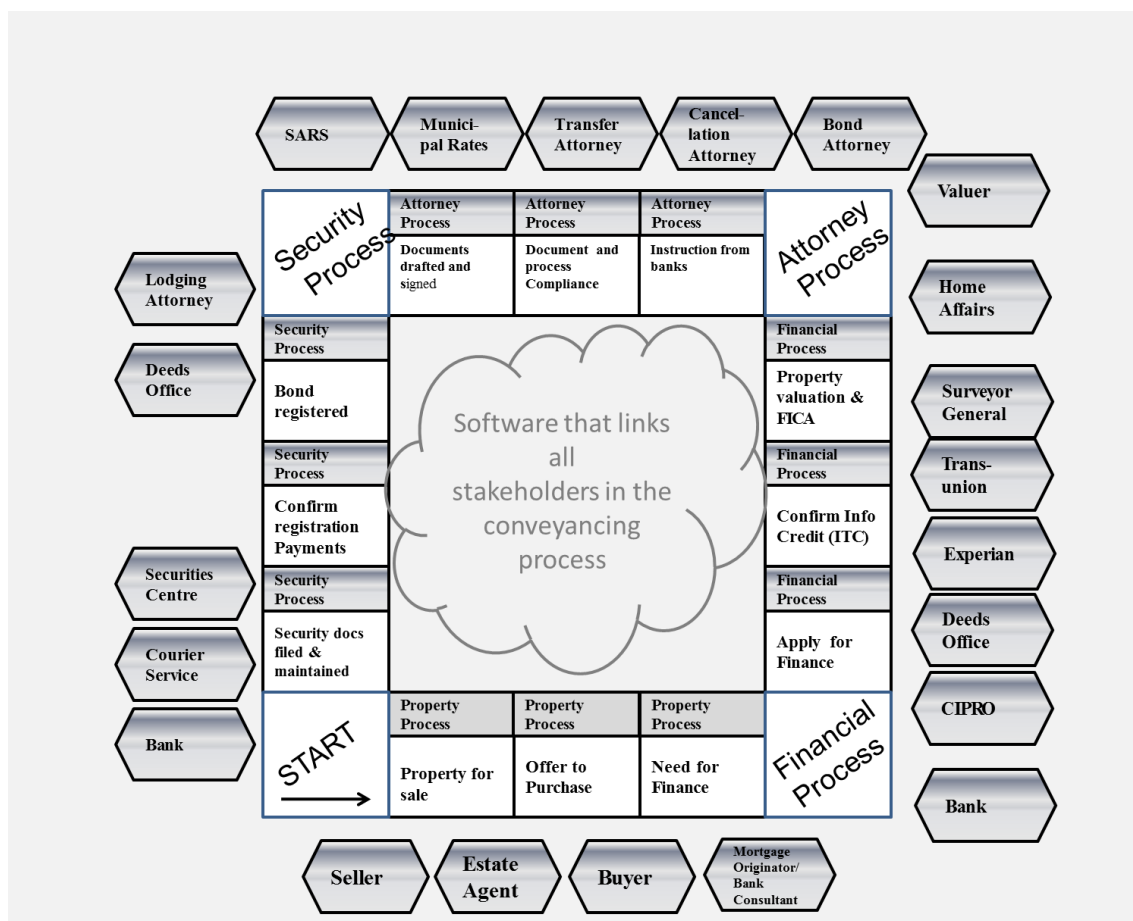 SARS
Munici-
pal Rates
Transfer
Attorney
Cancel-
lation
Attorney
Bond
Attorney
Valuer
Security
Process
Attorney
Process
Attorney
Process
Attorney
Process
Attorney
Process
Documents
drafted and
signed
Document and
process
Compliance
Instruction from
banks
Lodging
Attorney
Home
Affairs
Deeds
Office
Security
Process
Bond
registered
Financial
Process
Property
valuation &
FICA
Surveyor
General
Software that links
all
stakeholders in the
conveyancing
process
Security
Process
Confirm
registration
Payments
Financial
Process
Confirm Info
Credit (ITC)
Trans-
union
Experian
Securities
Centre
Security
Process
Security docs
filed &
maintained
Financial
Process
Apply for
Finance
Deeds
Office
Courier
Service
CIPRO
Bank
START
Property
Process
Property for
sale
Property
Process
Offer to
Purchase
Property
Process
Need for
Finance
Financial
Process
Bank
Seller
Estate
Agent
Buyer
Mortgage
Originator/
Bank
Consultant